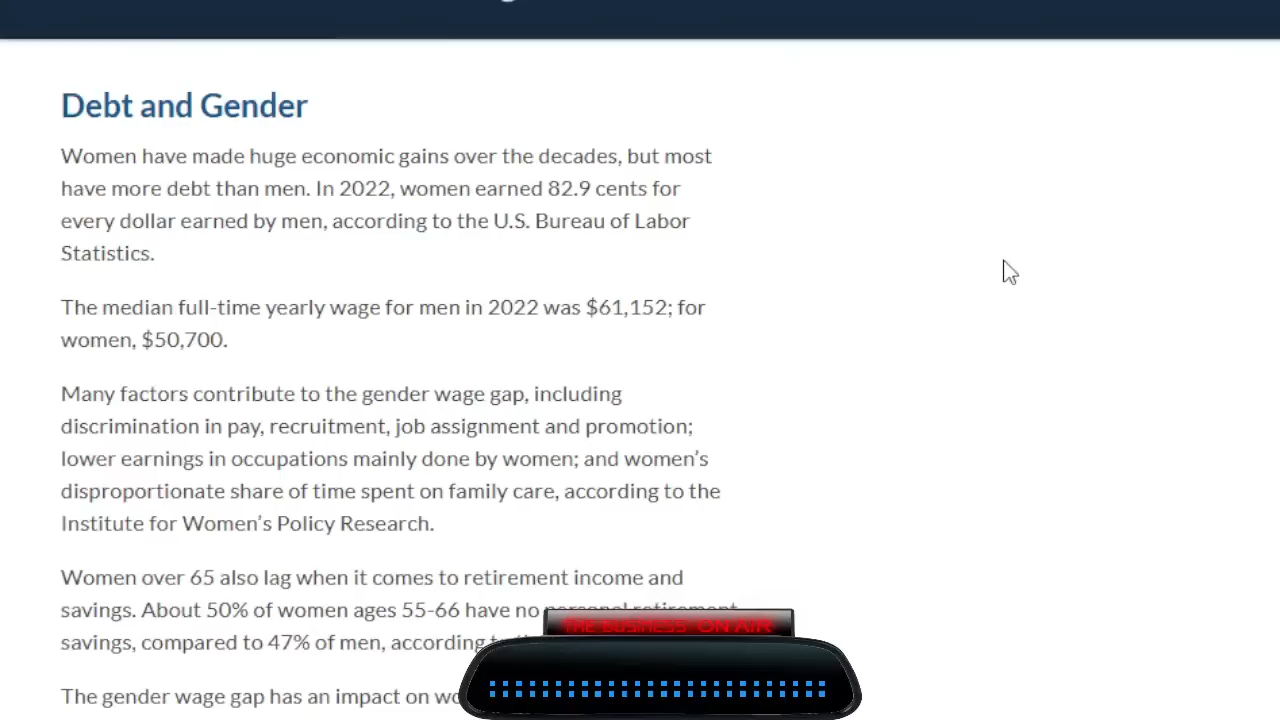 Debt and Gender
Women have made huge economic gains over the decades, but most
have more debt than men. In 2022, women earned 82.9 cents for
every dollar earned by men, according to the U.S. Bureau of Labor
Statistics.
The median full-time yearly wage for men in 2022 was $61,152; for
women, $50,700.
Many factors contribute to the gender wage gap, including
discrimination in pay, recruitment, job assignment and promotion;
lower earnings in occupations mainly done by women; and women’s
disproportionate share of time spent on family care, according to the
Institute for Women’s Policy Research.
Women over 65 also lag when it comes to retirement income and
savings. About 50% of women ages 55-66 have no personal retirement
savings, compared to 47% of men, according
THE BUSINESS ON AIR
The gender wage gap has an impact on